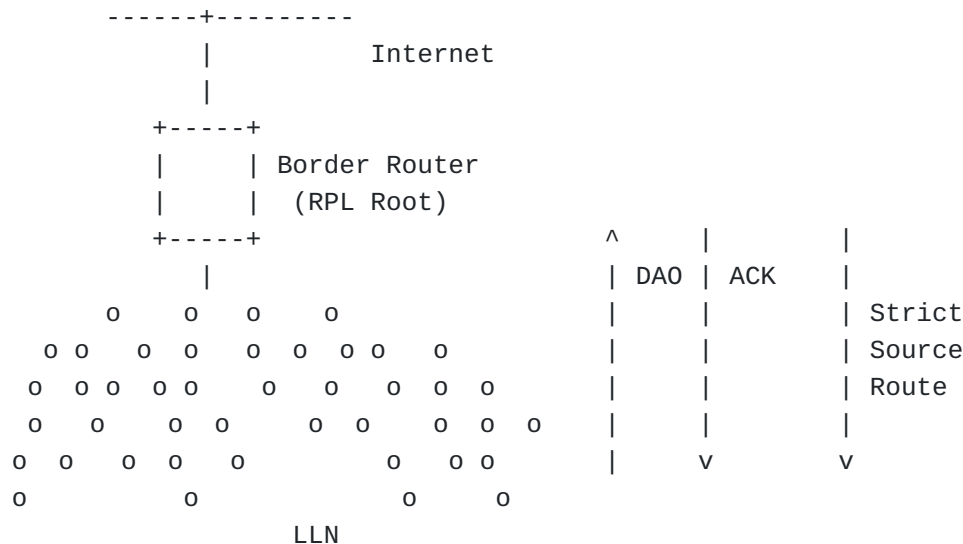 Internet
Border Router
(RPL Root)
DAO ACK
Strict
Source
Route
LLN